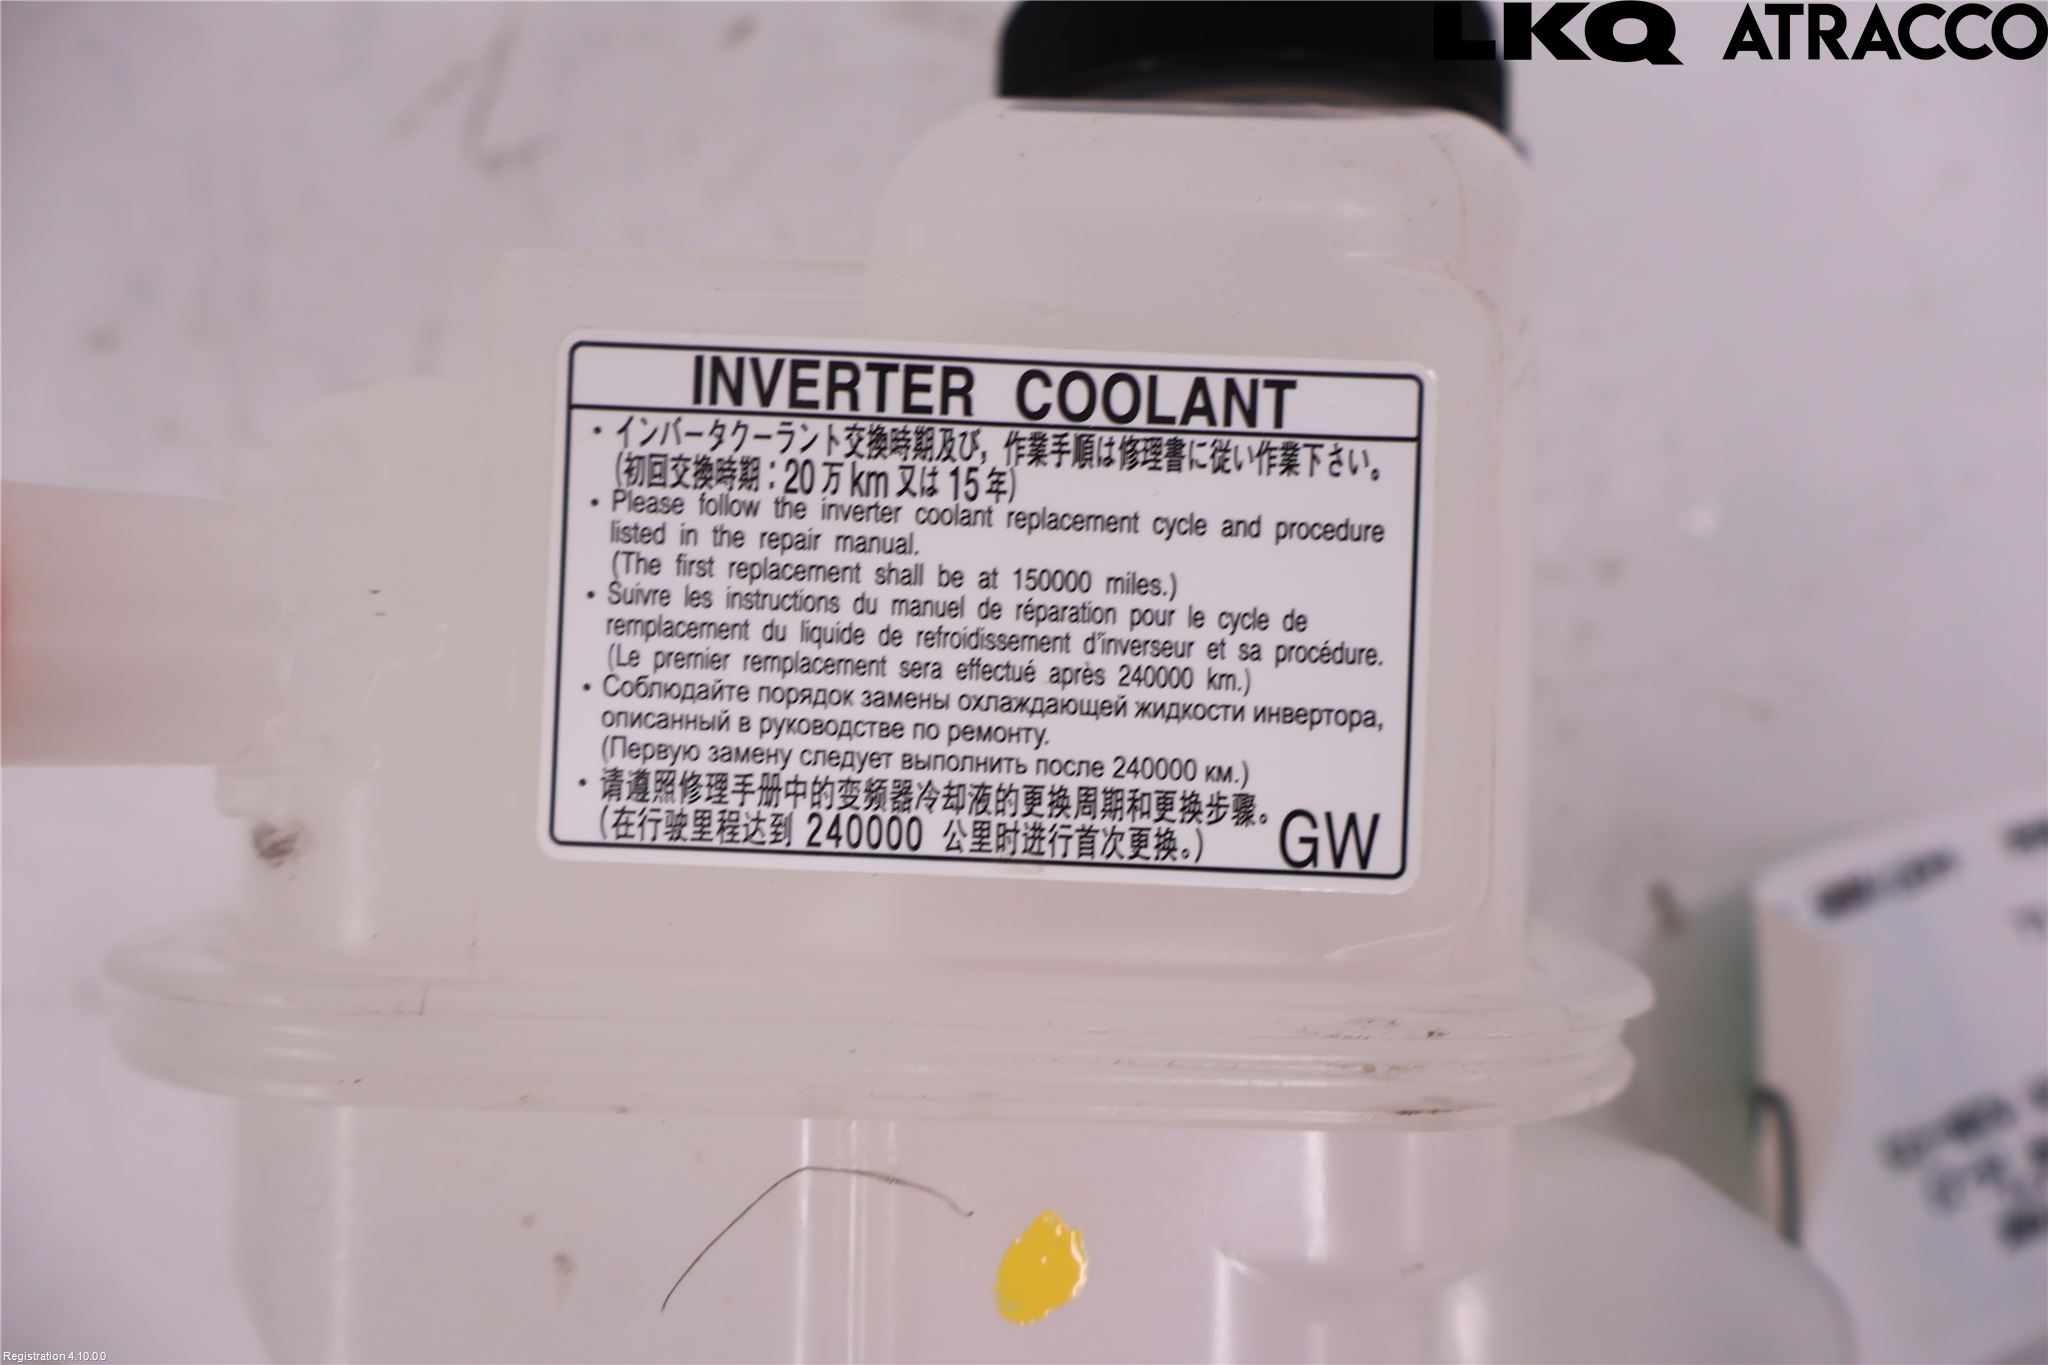 LKQ ATRACCO
INVERTER COOLANT
・インバータクーラント交換時期及び，作業手順は修理書に従い作業下さい。
(初回交換時期：20万km又は15年)
・Please follow the inverter coolant replacement cycle and procedure
listed in the repair manual.
(The first replacement shall be at 150000 miles.)
・Suivre les instructions du manuel de réparation pour le cycle de
remplacement du liquide de refroidissement d'inverseur et sa procédure.
(Le premier remplacement sera effectué après 240000 km.)
・Соблюдайте порядок замены охлаждающей жидкости инвертора,
описанный в руководстве по ремонту.
(Первую замену следует выполнить после 240000 км.)
・请遵照修理手册中的变频器冷却液的更换周期和更换步骤。
(在行驶里程达到 240000 公里时进行首次更换。)
GW
Registration 4.10.0.0